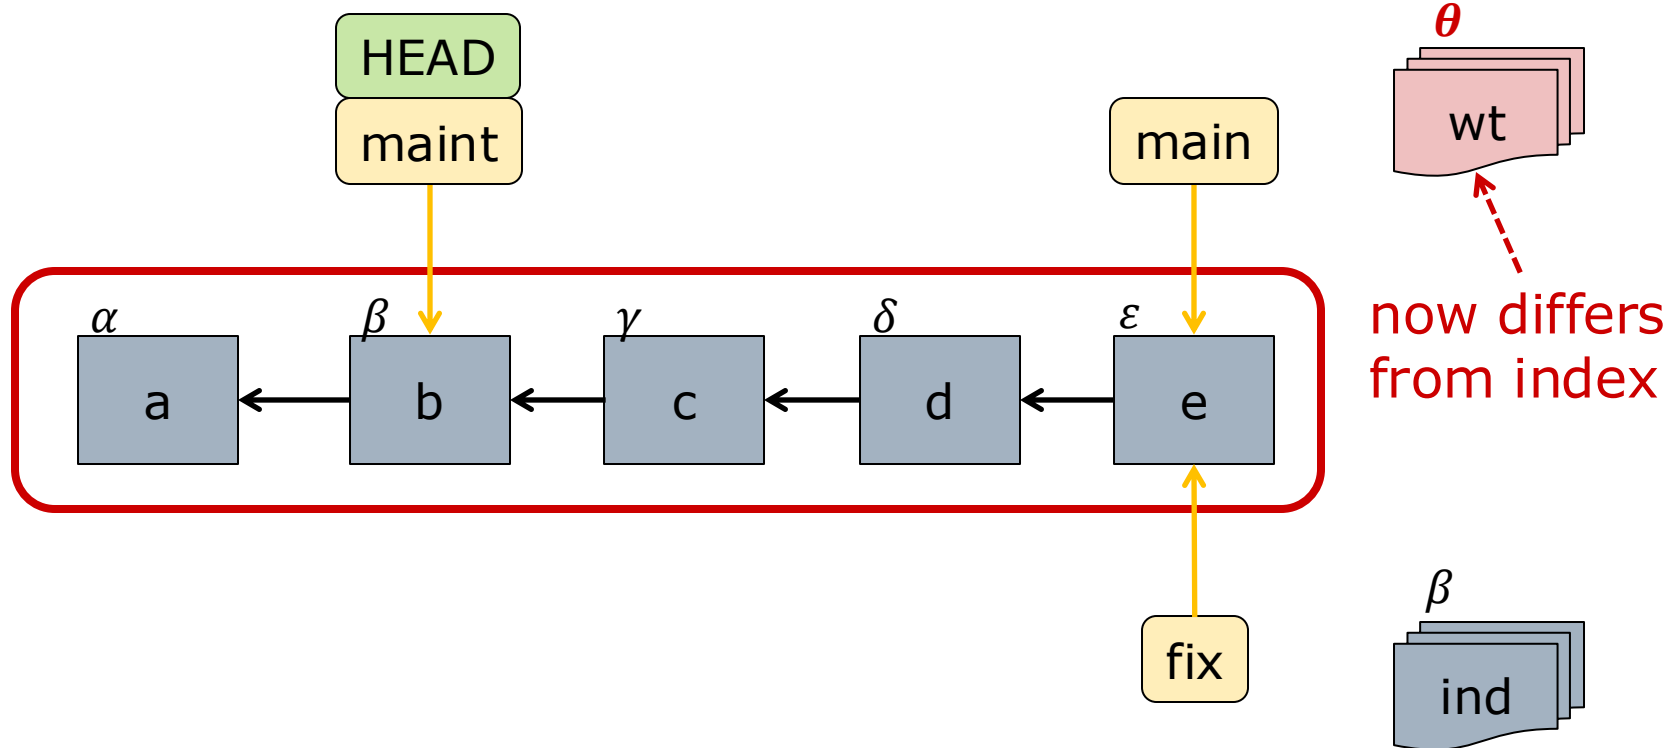 HEAD
maint
main
θ
wt
now differs
from index
α
β
γ
δ
ε
a
b
c
d
e
fix
β
ind